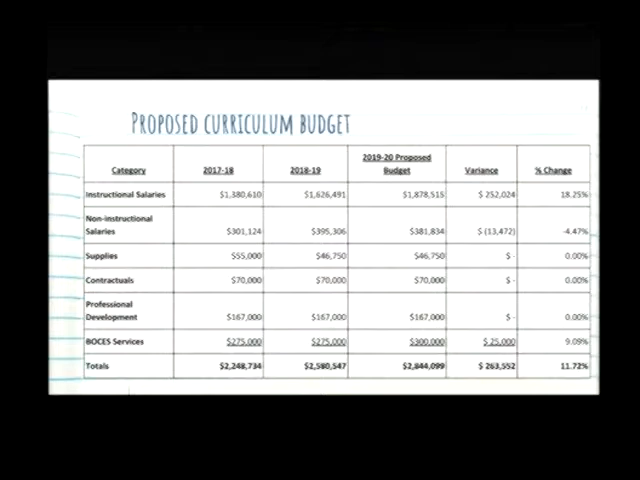 PROPOSED CURRICULUM BUDGET
2019-20 Proposed
Category 2017-18 2018-19 Budget Variance % Change
Instructional Salaries $1,380,610 $1,626,491 $1,878,515 $ 252,024 18.25%
Non-instructional
Salaries $301,124 $395,306 $381,834 $ (13,472) -4.47%
Supplies $55,000 $46,750 $46,750 $ - 0.00%
Contractuals $70,000 $70,000 $70,000 $ - 0.00%
Professional
Development $167,000 $167,000 $167,000 $ - 0.00%
BOCES Services $275,000 $275,000 $300,000 $ 25,000 9.09%
Totals $2,248,734 $2,580,547 $2,844,099 $ 263,552 11.72%